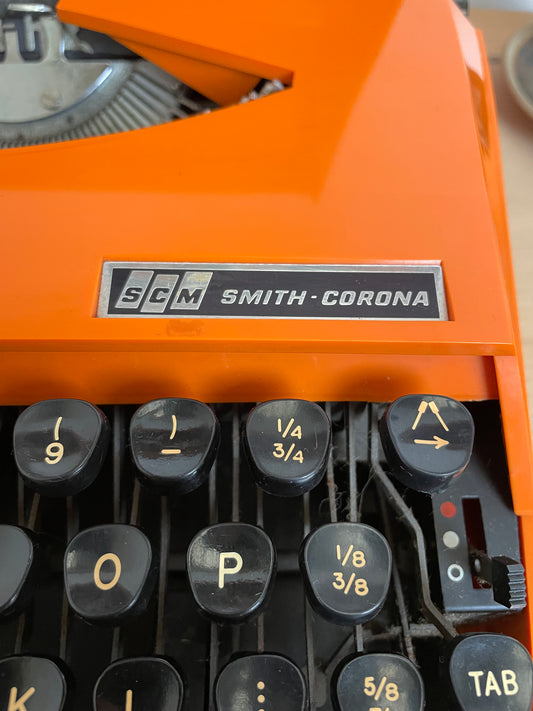 SCM SMITH-CORONA
( ) 1/4
9 - 3/4
O P 1/8
3/8
K L : 5/8 TAB